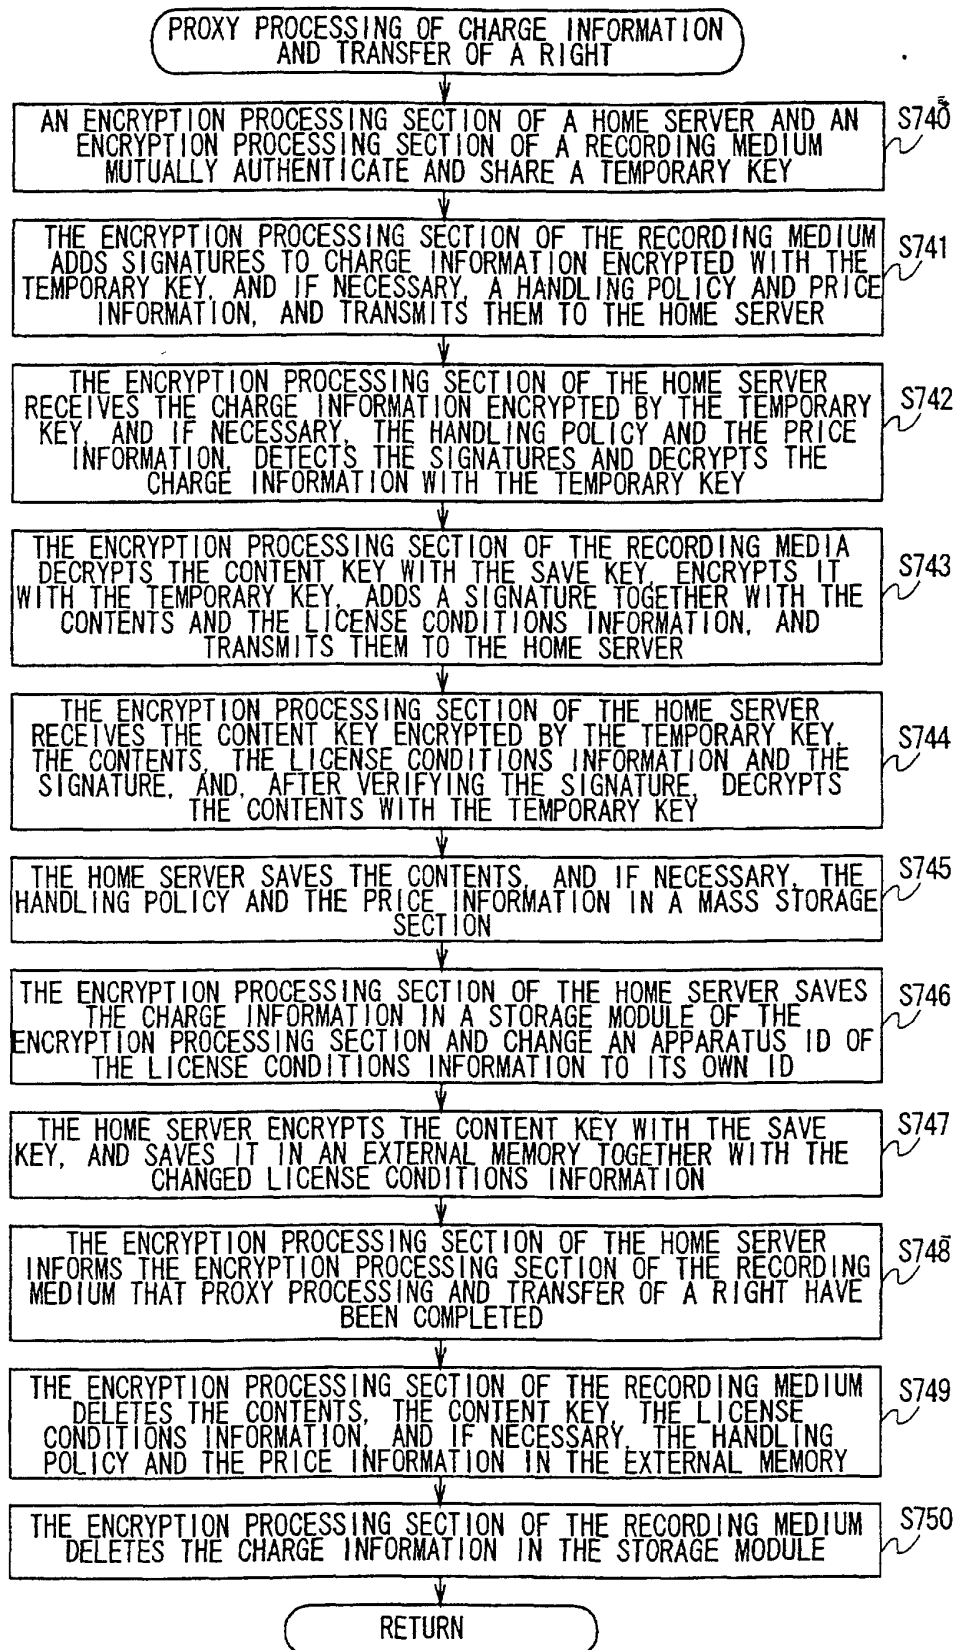 PROXY PROCESSING OF CHARGE INFORMATION
AND TRANSFER OF A RIGHT
AN ENCRYPTION PROCESSING SECTION OF A HOME SERVER AND AN
ENCRYPTION PROCESSING SECTION OF A RECORDING MEDIUM
MUTUALLY AUTHENTICATE AND SHARE A TEMPORARY KEY
S740
THE ENCRYPTION PROCESSING SECTION OF THE RECORDING MEDIUM
ADDS SIGNATURES TO CHARGE INFORMATION ENCRYPTED WITH THE
TEMPORARY KEY, AND IF NECESSARY, A HANDLING POLICY AND PRICE
INFORMATION, AND TRANSMITS THEM TO THE HOME SERVER
S741
THE ENCRYPTION PROCESSING SECTION OF THE HOME SERVER
RECEIVES THE CHARGE INFORMATION ENCRYPTED BY THE TEMPORARY
KEY, AND IF NECESSARY, THE HANDLING POLICY AND THE PRICE
INFORMATION, DETECTS THE SIGNATURES AND DECRYPTS THE
CHARGE INFORMATION WITH THE TEMPORARY KEY
S742
THE ENCRYPTION PROCESSING SECTION OF THE RECORDING MEDIA
DECRYPTS THE CONTENT KEY WITH THE SAVE KEY, ENCRYPTS IT
WITH THE TEMPORARY KEY, ADDS A SIGNATURE TOGETHER WITH THE
CONTENTS AND THE LICENSE CONDITIONS INFORMATION, AND
TRANSMITS THEM TO THE HOME SERVER
S743
THE ENCRYPTION PROCESSING SECTION OF THE HOME SERVER
RECEIVES THE CONTENT KEY ENCRYPTED BY THE TEMPORARY KEY,
THE CONTENTS, THE LICENSE CONDITIONS INFORMATION AND THE
SIGNATURE, AND, AFTER VERIFYING THE SIGNATURE, DECRYPTS
THE CONTENTS WITH THE TEMPORARY KEY
S744
THE HOME SERVER SAVES THE CONTENTS, AND IF NECESSARY, THE
HANDLING POLICY AND THE PRICE INFORMATION IN A MASS STORAGE
SECTION
S745
THE ENCRYPTION PROCESSING SECTION OF THE HOME SERVER SAVES
THE CHARGE INFORMATION IN A STORAGE MODULE OF THE
ENCRYPTION PROCESSING SECTION AND CHANGE AN APPARATUS ID OF
THE LICENSE CONDITIONS INFORMATION TO ITS OWN ID
S746
THE HOME SERVER ENCRYPTS THE CONTENT KEY WITH THE SAVE
KEY, AND SAVES IT IN AN EXTERNAL MEMORY TOGETHER WITH THE
CHANGED LICENSE CONDITIONS INFORMATION
S747
THE ENCRYPTION PROCESSING SECTION OF THE HOME SERVER
INFORMS THE ENCRYPTION PROCESSING SECTION OF THE RECORDING
MEDIUM THAT PROXY PROCESSING AND TRANSFER OF A RIGHT HAVE
BEEN COMPLETED
S748
THE ENCRYPTION PROCESSING SECTION OF THE RECORDING MEDIUM
DELETES THE CONTENTS, THE CONTENT KEY, THE LICENSE
CONDITIONS INFORMATION, AND IF NECESSARY, THE HANDLING
POLICY AND THE PRICE INFORMATION IN THE EXTERNAL MEMORY
S749
THE ENCRYPTION PROCESSING SECTION OF THE RECORDING MEDIUM
DELETES THE CHARGE INFORMATION IN THE STORAGE MODULE
S750
RETURN